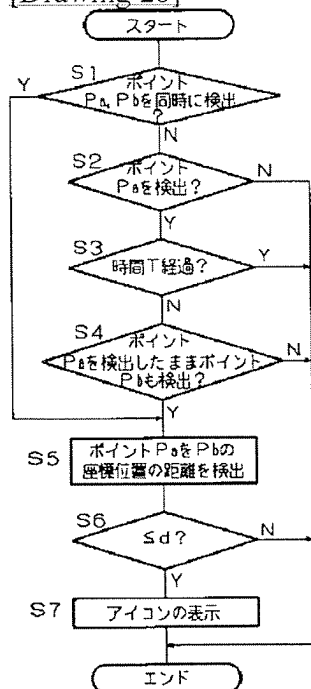 [Drawing
スタート
S1
ポイント
Pa, Pbを同時に検出
?
Y
N
S2
ポイント
Paを検出?
N
Y
S3
時間T経過?
Y
N
S4
ポイント
Paを検出したままポイント
Pbも検出?
N
Y
S5
ポイントPaをPbの
座標位置の距離を検出
S6
≦d?
N
Y
S7
アイコンの表示
エンド